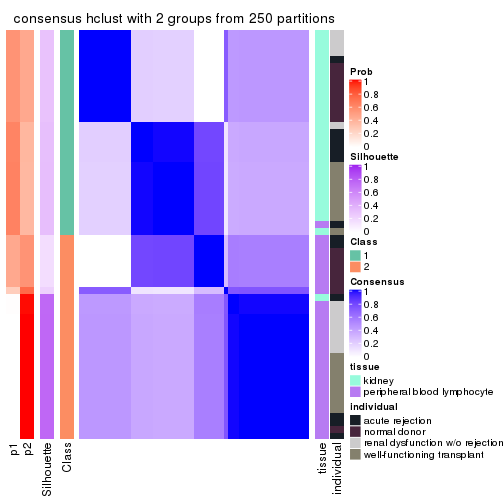 consensus hclust with 2 groups from 250 partitions
Prob
1
0.8
0.6
0.4
0.2
0
Silhouette
1
0.8
0.6
0.4
0.2
0
Class
1
2
Consensus
1
0.8
0.6
0.4
0.2
0
tissue
kidney
peripheral blood lymphocyte
individual
acute rejection
normal donor
renal dysfunction w/o rejection
well-functioning transplant
p1
p2
Silhouette
Class
tissue
individual